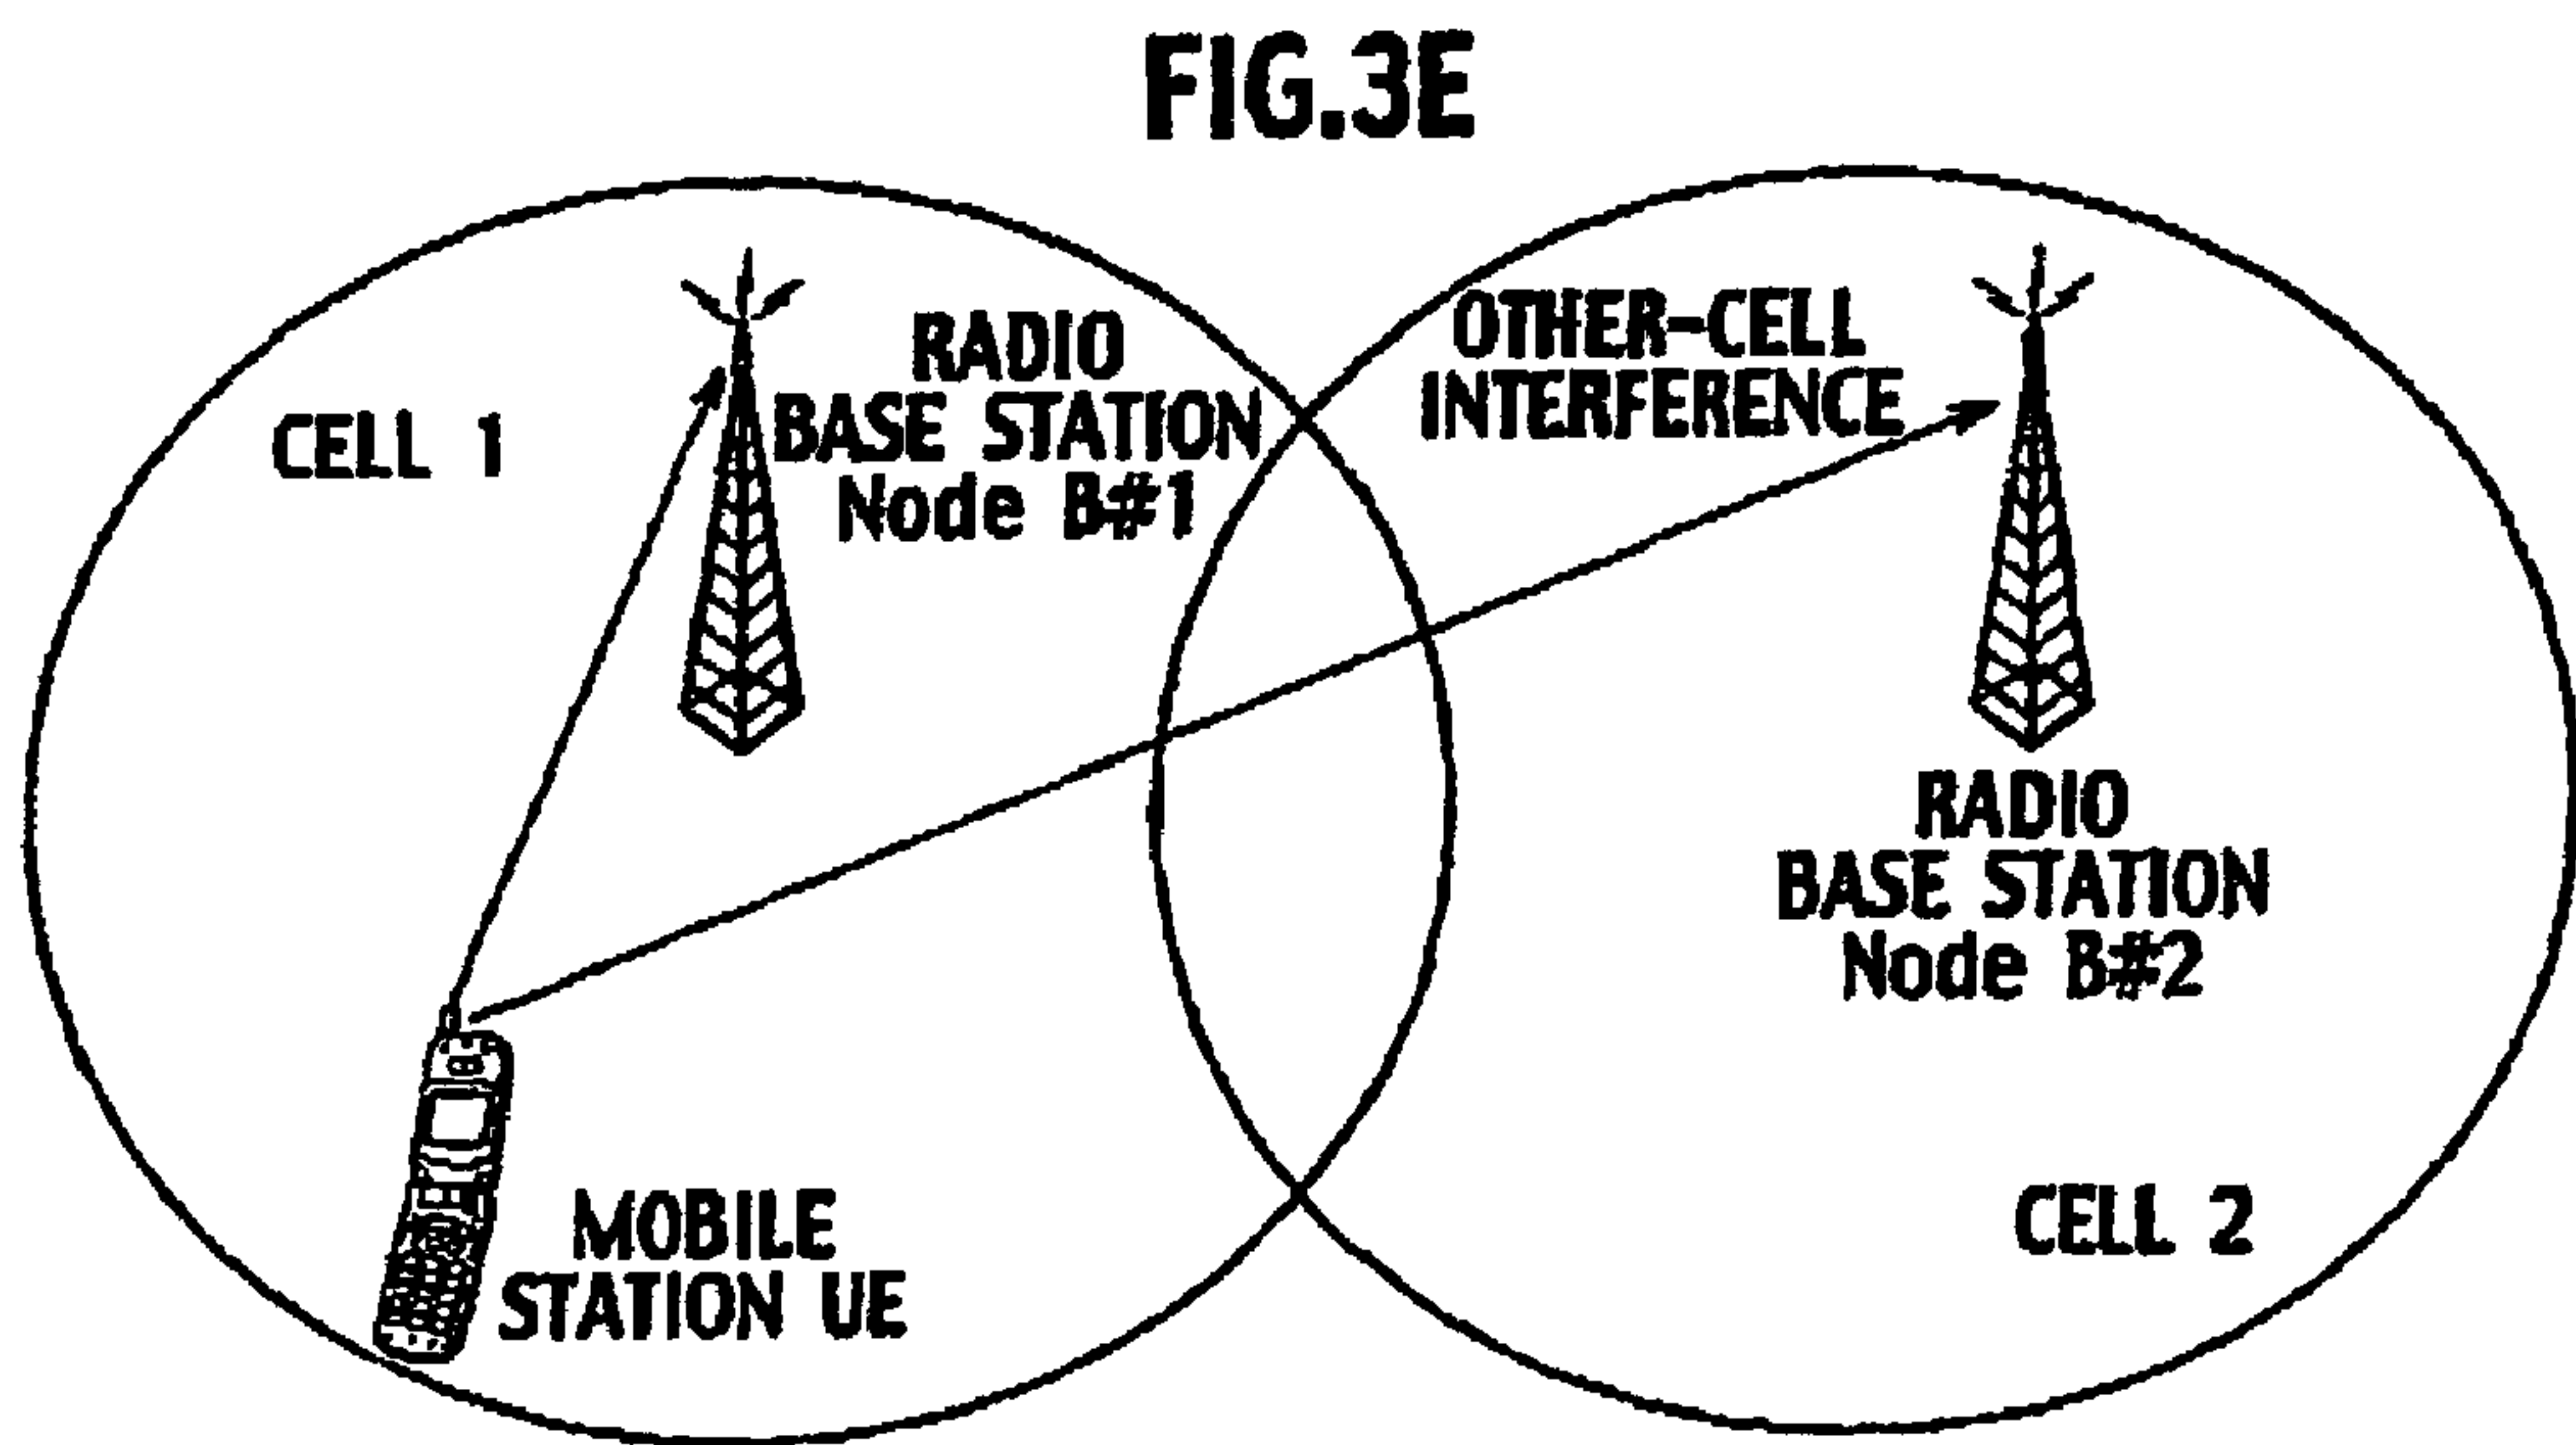 FIG.3E
CELL 1
RADIO
BASE STATION
Node B#1
OTHER-CELL
INTERFERENCE
RADIO
BASE STATION
Node B#2
MOBILE
STATION UE
CELL 2